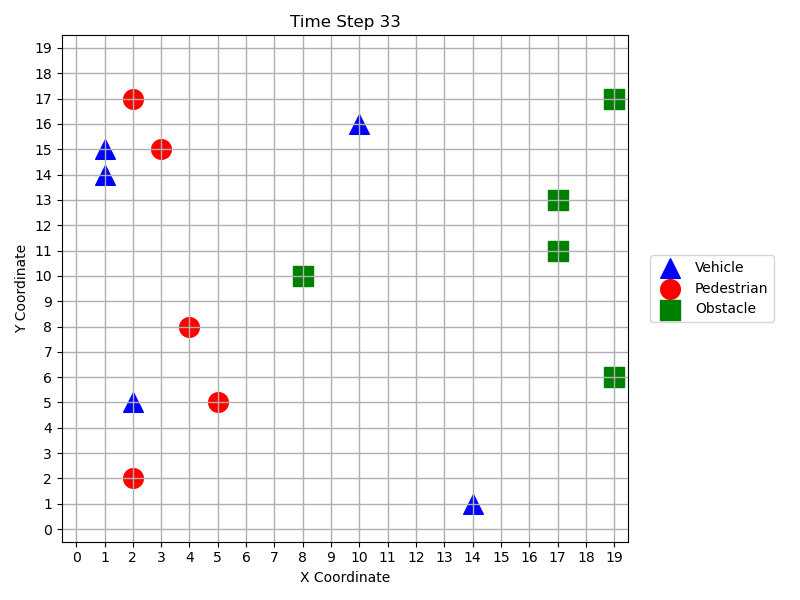 Time Step 33
19
18
17
16
15
14
13
12
11
10
9
8
7
6
5
4
3
2
1
0
Y Coordinate
0 1 2 3 4 5 6 7 8 9 10 11 12 13 14 15 16 17 18 19
X Coordinate
Vehicle
Pedestrian
Obstacle